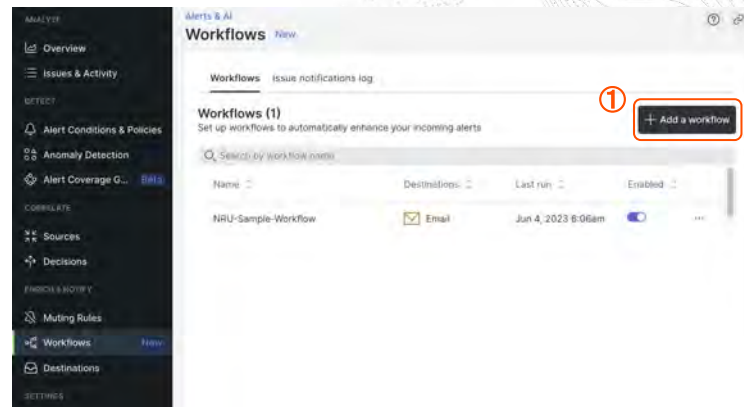 ANALYZE
Overview
Issues & Activity
DETECT
Alert Conditions & Policies
Anomaly Detection
Alert Coverage G... Beta
CORRELATE
Sources
Decisions
ENRICH & NOTIFY
Muting Rules
Workflows New
Destinations
SETTINGS
Alerts & AI
Workflows New
Workflows Issue notifications log
①
Workflows (1)
+ Add a workflow
Set up workflows to automatically enhance your incoming alerts
Search by workflow name
Name Destinations Last run Enabled
NRU-Sample-Workflow Email Jun 4, 2023 6:06am ...